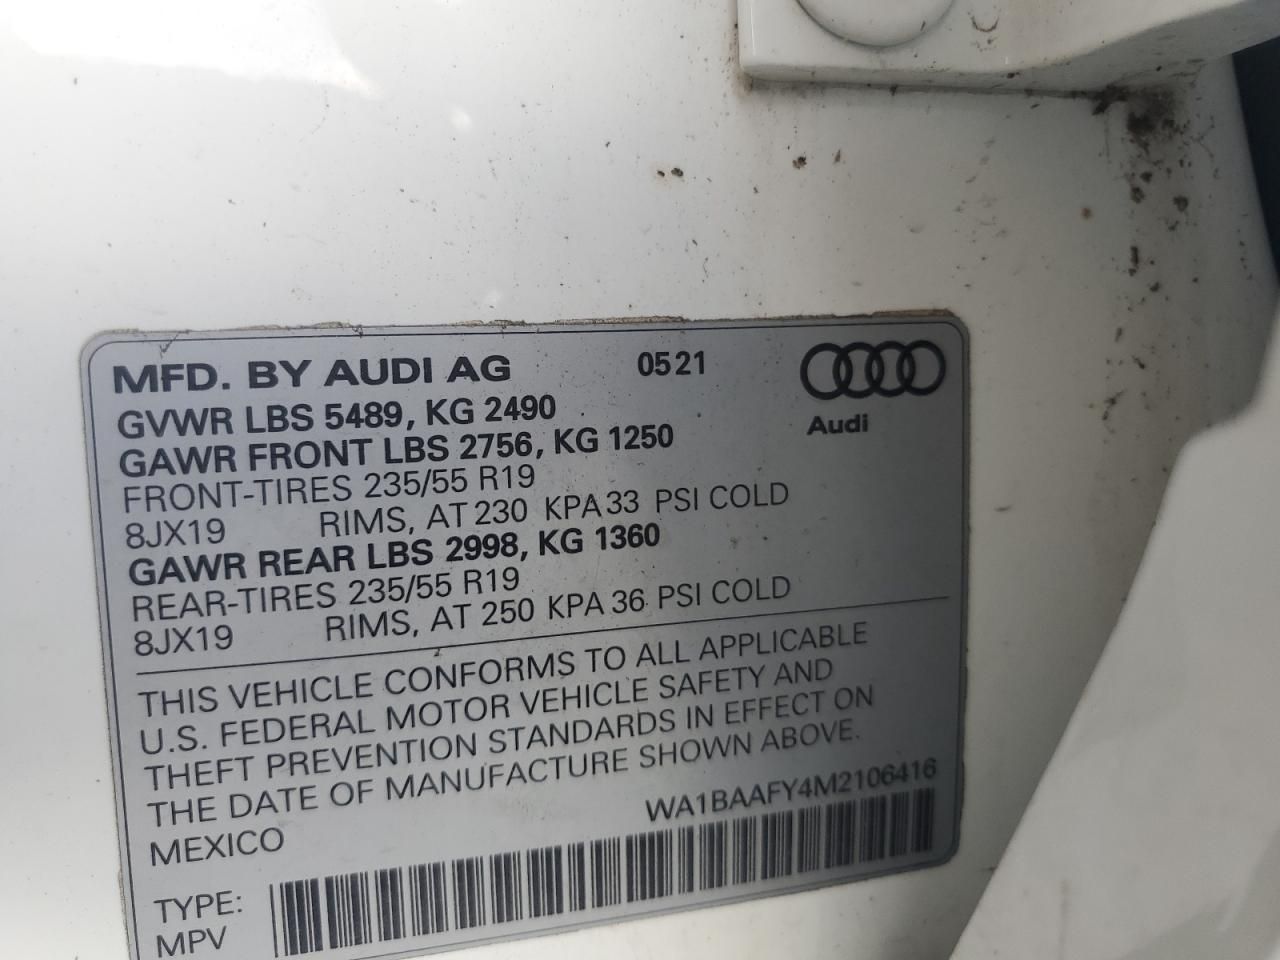 MFD. BY AUDI AG 0521
Audi
GVWR LBS 5489, KG 2490
GAWR FRONT LBS 2756, KG 1250
FRONT-TIRES 235/55 R19
8JX19 RIMS, AT 230 KPA 33 PSI COLD
GAWR REAR LBS 2998, KG 1360
REAR-TIRES 235/55 R19
8JX19 RIMS, AT 250 KPA 36 PSI COLD
THIS VEHICLE CONFORMS TO ALL APPLICABLE
U.S. FEDERAL MOTOR VEHICLE SAFETY AND
THEFT PREVENTION STANDARDS IN EFFECT ON
THE DATE OF MANUFACTURE SHOWN ABOVE.
MEXICO WA1BAAFY4M2106416
TYPE:
MPV